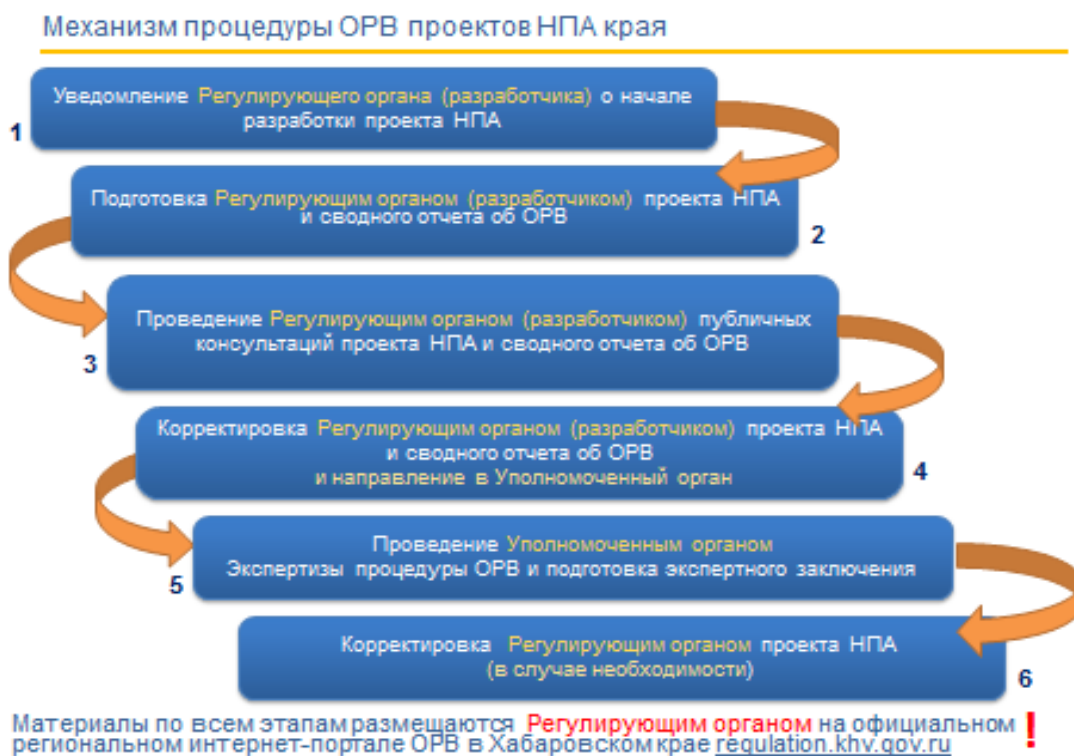 Механизм процедуры ОРВ проектов НПА края
Уведомление Регулирующего органа (разработчика) о начале
разработки проекта НПА
1
Подготовка Регулирующим органом (разработчиком) проекта НПА
и сводного отчета об ОРВ
2
Проведение Регулирующим органом (разработчиком) публичных
консультаций проекта НПА и сводного отчета об ОРВ
3
Корректировка Регулирующим органом (разработчиком) проекта НПА
и сводного отчета об ОРВ
и направление в Уполномоченный орган
4
Проведение Уполномоченным органом
Экспертизы процедуры ОРВ и подготовка экспертного заключения
5
Корректировка Регулирующим органом проекта НПА
(в случае необходимости)
6
Материалы по всем этапам размещаются Регулирующим органом на официальном !
региональном интернет-портале ОРВ в Хабаровском крае regulation.khv.gov.ru